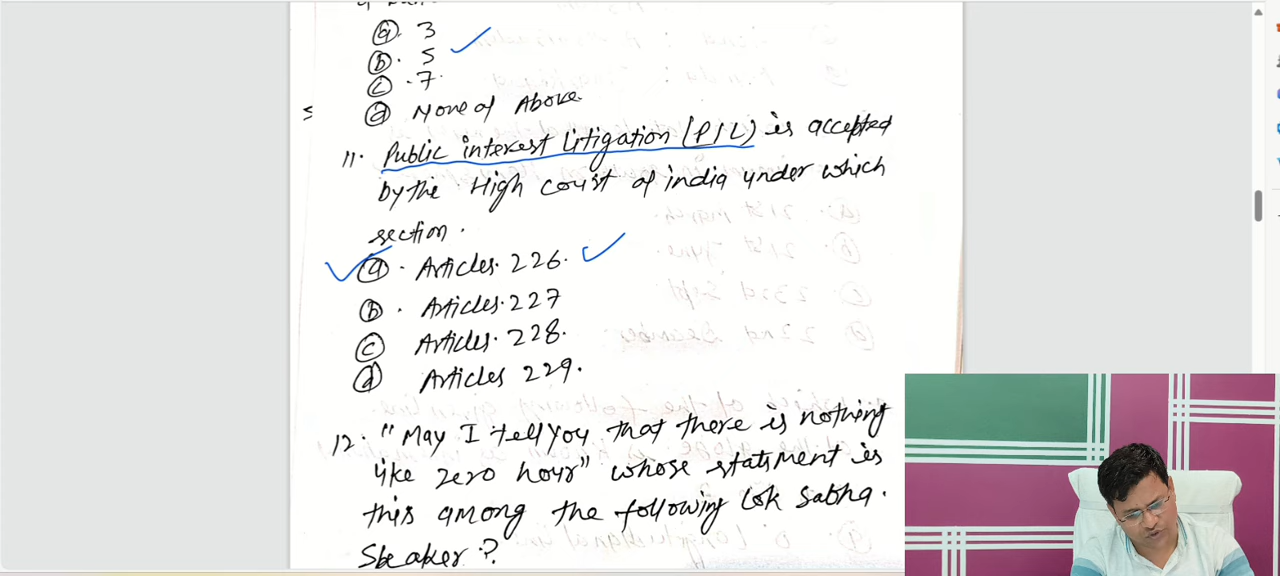 ⓐ. 3
ⓑ. 5
ⓒ. 7.
ⓓ None of Above.
11. Public interest Litigation (PIL) is accepted
by the High court of india under which
section.
ⓐ. Articles. 226.
ⓑ. Articles. 227
ⓒ Articles. 228.
ⓓ Articles 229.
12. "May I tell you that there is nothing
like zero hour" whose statment is
this among the following Lok Sabha.
Speaker.?